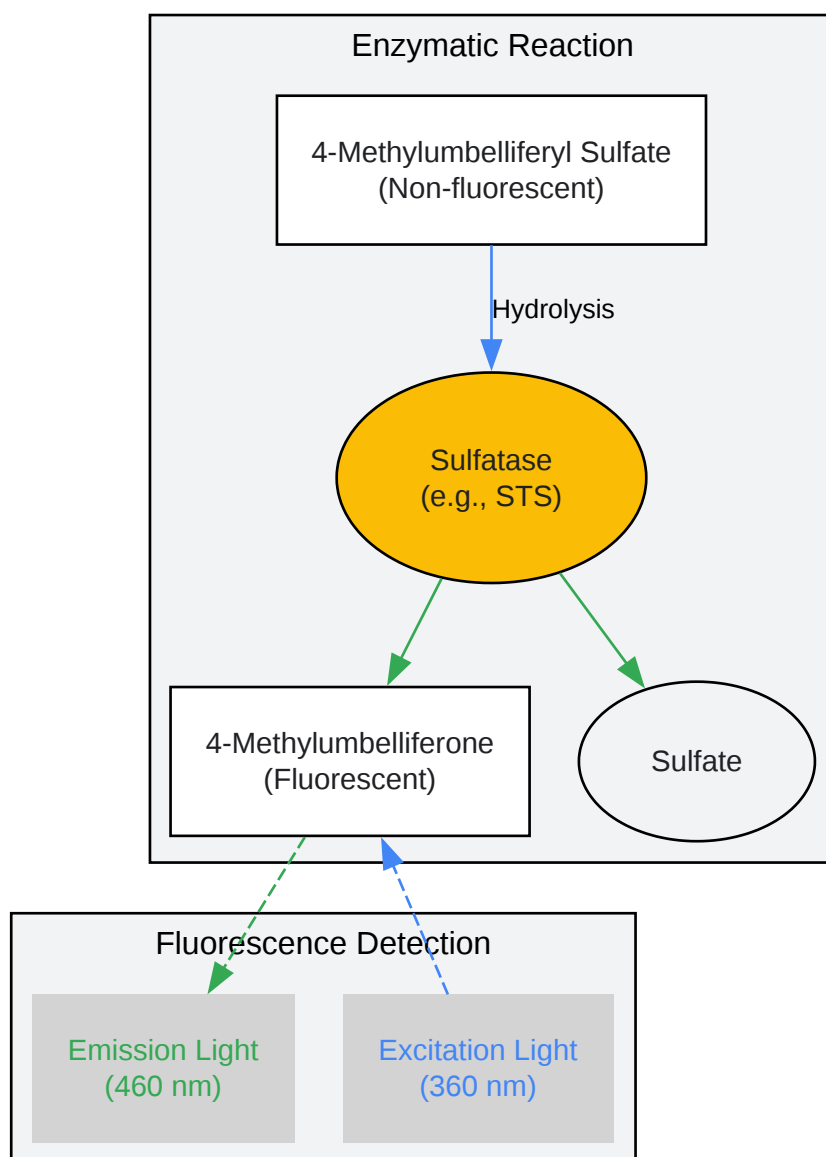 Enzymatic Reaction
4-Methylumbelliferyl Sulfate
(Non-fluorescent)
Hydrolysis
Sulfatase
(e.g., STS)
4-Methylumbelliferone
(Fluorescent)
Sulfate
Fluorescence Detection
Emission Light
(460 nm)
Excitation Light
(360 nm)